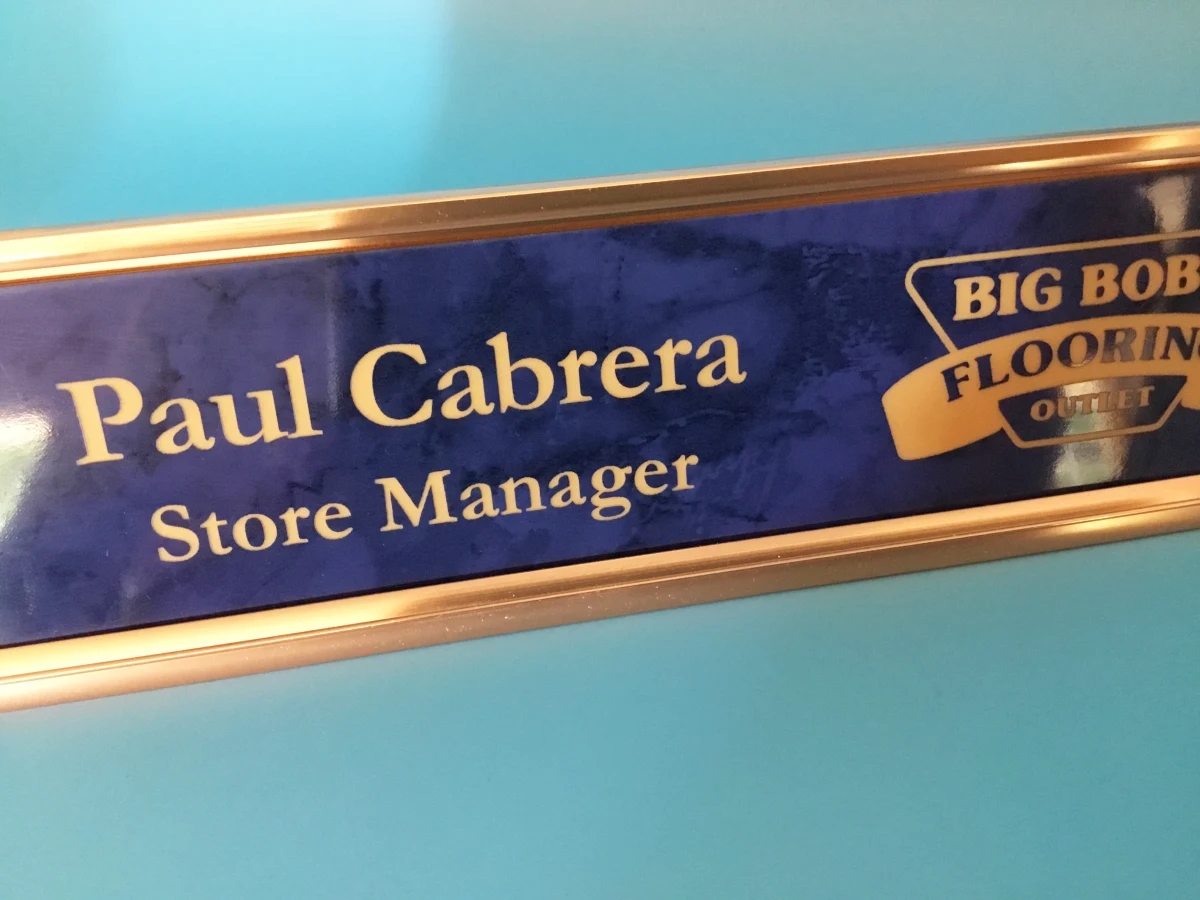 Paul Cabrera
Store Manager
BIG BOB
FLOORIN
OUTLET